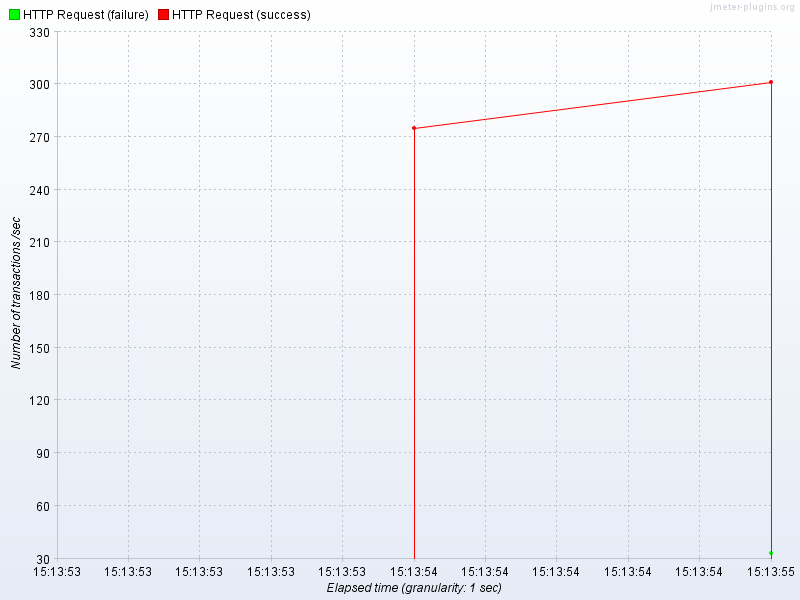 jmeter-plugins.org
HTTP Request (failure) HTTP Request (success)
330
300
270
240
210
180
150
120
90
60
30
Number of transactions /sec
15:13:53 15:13:53 15:13:53 15:13:53 15:13:53 15:13:54 15:13:54 15:13:54 15:13:54 15:13:54 15:13:55
Elapsed time (granularity: 1 sec)